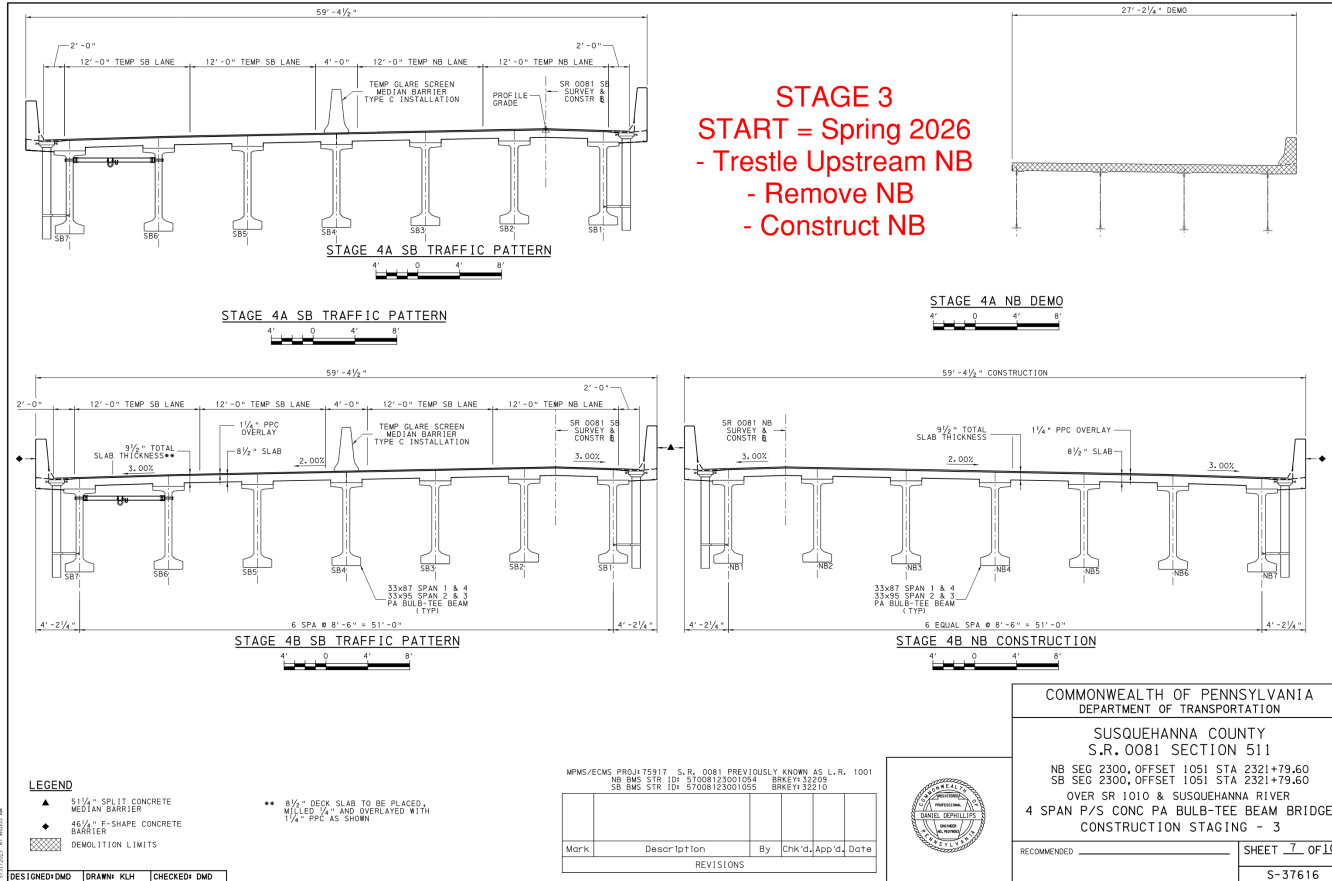 59'-4½"
2'-0"
2'-0"
12'-0" TEMP SB LANE
12'-0" TEMP SB LANE
4'-0"
12'-0" TEMP NB LANE
12'-0" TEMP NB LANE
TEMP GLARE SCREEN
MEDIAN BARRIER
TYPE C INSTALLATION
PROFILE
GRADE
SR 0081 SB
SURVEY &
CONSTR ℄
SB7
SB6
SB5
SB4
SB3
SB2
SB1
STAGE 4A SB TRAFFIC PATTERN
4' 0 4' 8'
STAGE 4A SB TRAFFIC PATTERN
4' 0 4' 8'
STAGE 3
START = Spring 2026
- Trestle Upstream NB
- Remove NB
- Construct NB
27'-2¼" DEMO
STAGE 4A NB DEMO
4' 0 4' 8'
59'-4½"
2'-0"
2'-0"
12'-0" TEMP SB LANE
12'-0" TEMP SB LANE
4'-0"
12'-0" TEMP SB LANE
12'-0" TEMP NB LANE
1¼" PPC
OVERLAY
9½" TOTAL
SLAB THICKNESS**
8½" SLAB
TEMP GLARE SCREEN
MEDIAN BARRIER
TYPE C INSTALLATION
SR 0081 SB
SURVEY &
CONSTR ℄
3.00%
2.00%
3.00%
SB7
SB6
SB5
SB4
SB3
SB2
SB1
33x87 SPAN 1 & 4
33x95 SPAN 2 & 3
PA BULB-TEE BEAM
(TYP)
4'-2¼"
6 SPA @ 8'-6" = 51'-0"
4'-2¼"
STAGE 4B SB TRAFFIC PATTERN
4' 0 4' 8'
59'-4½" CONSTRUCTION
SR 0081 NB
SURVEY &
CONSTR ℄
9½" TOTAL
SLAB THICKNESS
1¼" PPC OVERLAY
8½" SLAB
3.00%
2.00%
3.00%
NB1
NB2
NB3
NB4
NB5
NB6
NB7
33x87 SPAN 1 & 4
33x95 SPAN 2 & 3
PA BULB-TEE BEAM
(TYP)
4'-2¼"
6 EQUAL SPA @ 8'-6" = 51'-0"
4'-2¼"
STAGE 4B NB CONSTRUCTION
4' 0 4' 8'
LEGEND
▲ 51¼" SPLIT CONCRETE
MEDIAN BARRIER
◆ 46¼" F-SHAPE CONCRETE
BARRIER
DEMOLITION LIMITS
** 8½" DECK SLAB TO BE PLACED,
MILLED ¼" AND OVERLAYED WITH
1¼" PPC AS SHOWN
DESIGNED: DMD DRAWN: KLH CHECKED: DMD
MPMS/ECMS PROJ: 75917 S.R. 0081 PREVIOUSLY KNOWN AS L.R. 1001
NB BMS STR ID: 57008123001054 BRKEY: 32209
SB BMS STR ID: 57008123001055 BRKEY: 32210
Mark Description By Chk'd. App'd. Date
REVISIONS
COMMONWEALTH OF
REGISTERED
PROFESSIONAL
DANIEL DEPHILLIPS
ENGINEER
PENNSYLVANIA
COMMONWEALTH OF PENNSYLVANIA
DEPARTMENT OF TRANSPORTATION
SUSQUEHANNA COUNTY
S.R. 0081 SECTION 511
NB SEG 2300, OFFSET 1051 STA 2321+79.60
SB SEG 2300, OFFSET 1051 STA 2321+79.60
OVER SR 1010 & SUSQUEHANNA RIVER
4 SPAN P/S CONC PA BULB-TEE BEAM BRIDGE
CONSTRUCTION STAGING - 3
RECOMMENDED
SHEET 7 OF 10
S-37616